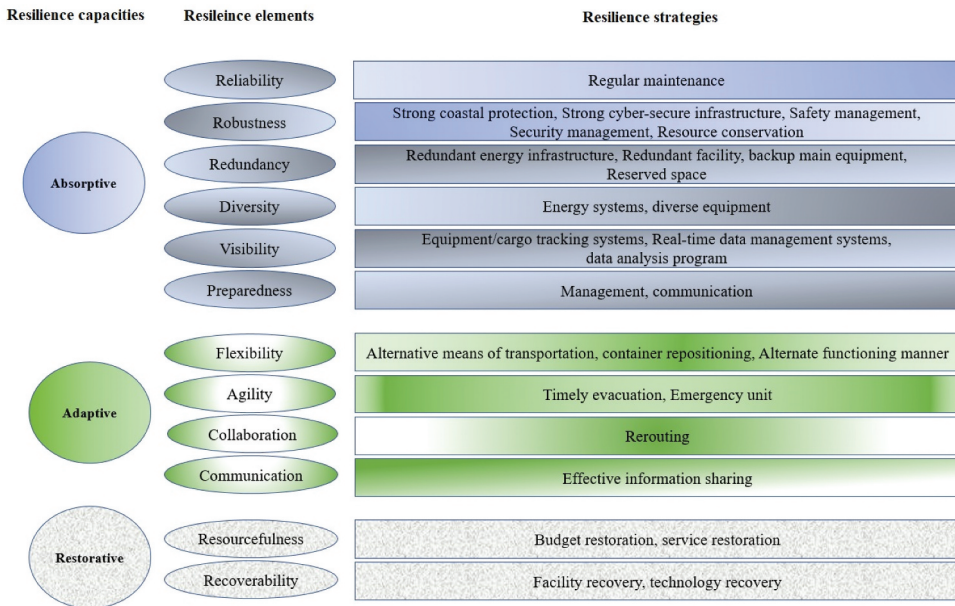 Resilience capacities
Resileince elements
Resilience strategies
Absorptive
Reliability
Regular maintenance
Robustness
Strong coastal protection, Strong cyber-secure infrastructure, Safety management,
Security management, Resource conservation
Redundancy
Redundant energy infrastructure, Redundant facility, backup main equipment,
Reserved space
Diversity
Energy systems, diverse equipment
Visibility
Equipment/cargo tracking systems, Real-time data management systems,
data analysis program
Preparedness
Management, communication
Adaptive
Flexibility
Alternative means of transportation, container repositioning, Alternate functioning manner
Agility
Timely evacuation, Emergency unit
Collaboration
Rerouting
Communication
Effective information sharing
Restorative
Resourcefulness
Budget restoration, service restoration
Recoverability
Facility recovery, technology recovery